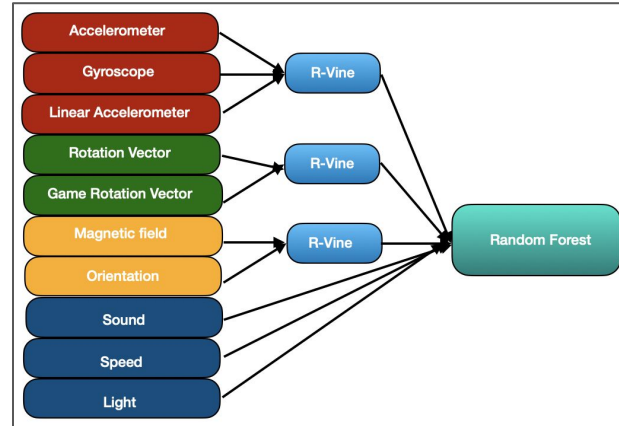 Accelerometer
Gyroscope
Linear Accelerometer
Rotation Vector
Game Rotation Vector
Magnetic field
Orientation
Sound
Speed
Light
R-Vine
R-Vine
R-Vine
Random Forest